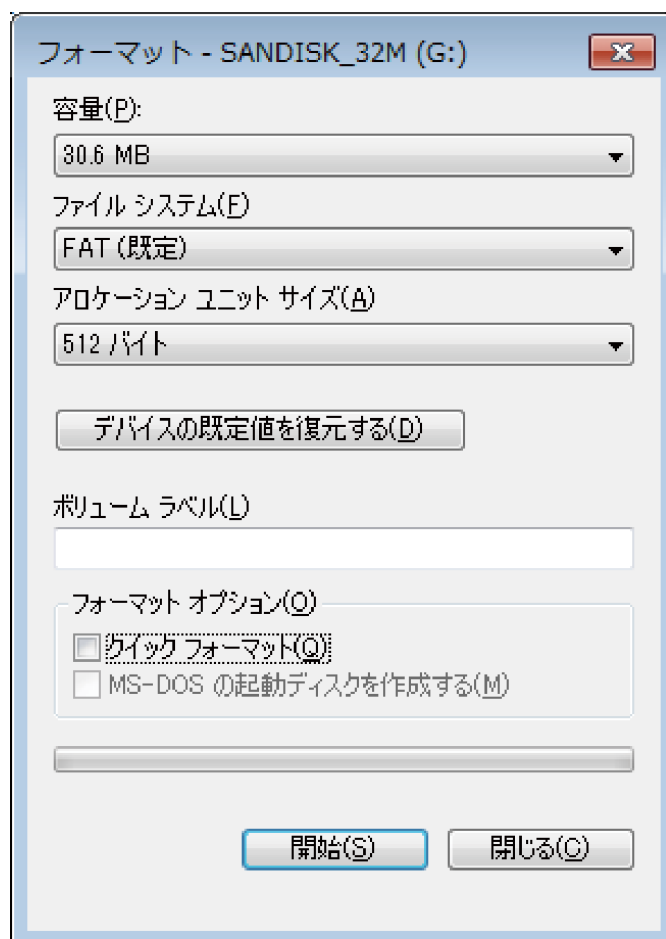 フォーマット - SANDISK_32M (G:)
容量(P):
30.6 MB
ファイル システム(F)
FAT (既定)
アロケーション ユニット サイズ(A)
512 バイト
デバイスの既定値を復元する(D)
ボリューム ラベル(L)
フォーマット オプション(O)
クイック フォーマット(Q)
MS-DOS の起動ディスクを作成する(M)
開始(S) 閉じる(C)